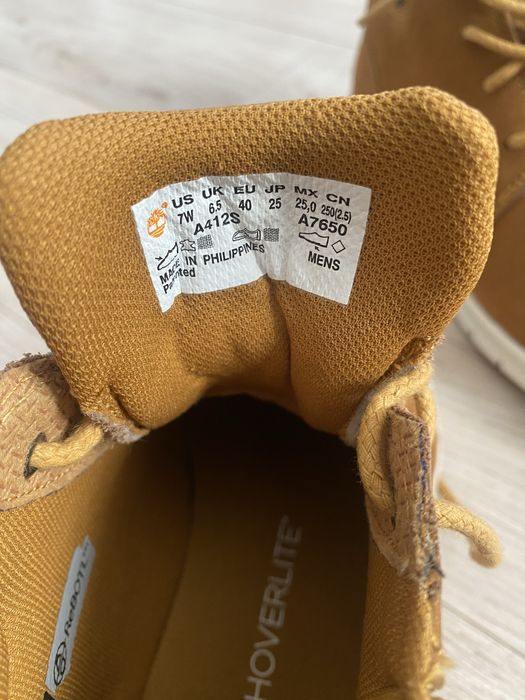 US UK EU JP MX CN
7W 6.5 40 25 25,0 250(2.5)
A412S A7650
MADE IN PHILIPPINES
MENS
ReBOTL
HOVERLITE